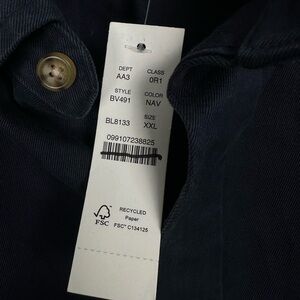 DEPT CLASS
AA3 0R1
STYLE COLOR
BV491 NAV
SIZE
BL8133 XXL
099107238825
FSC
RECYCLED
Paper
FSC® C134125